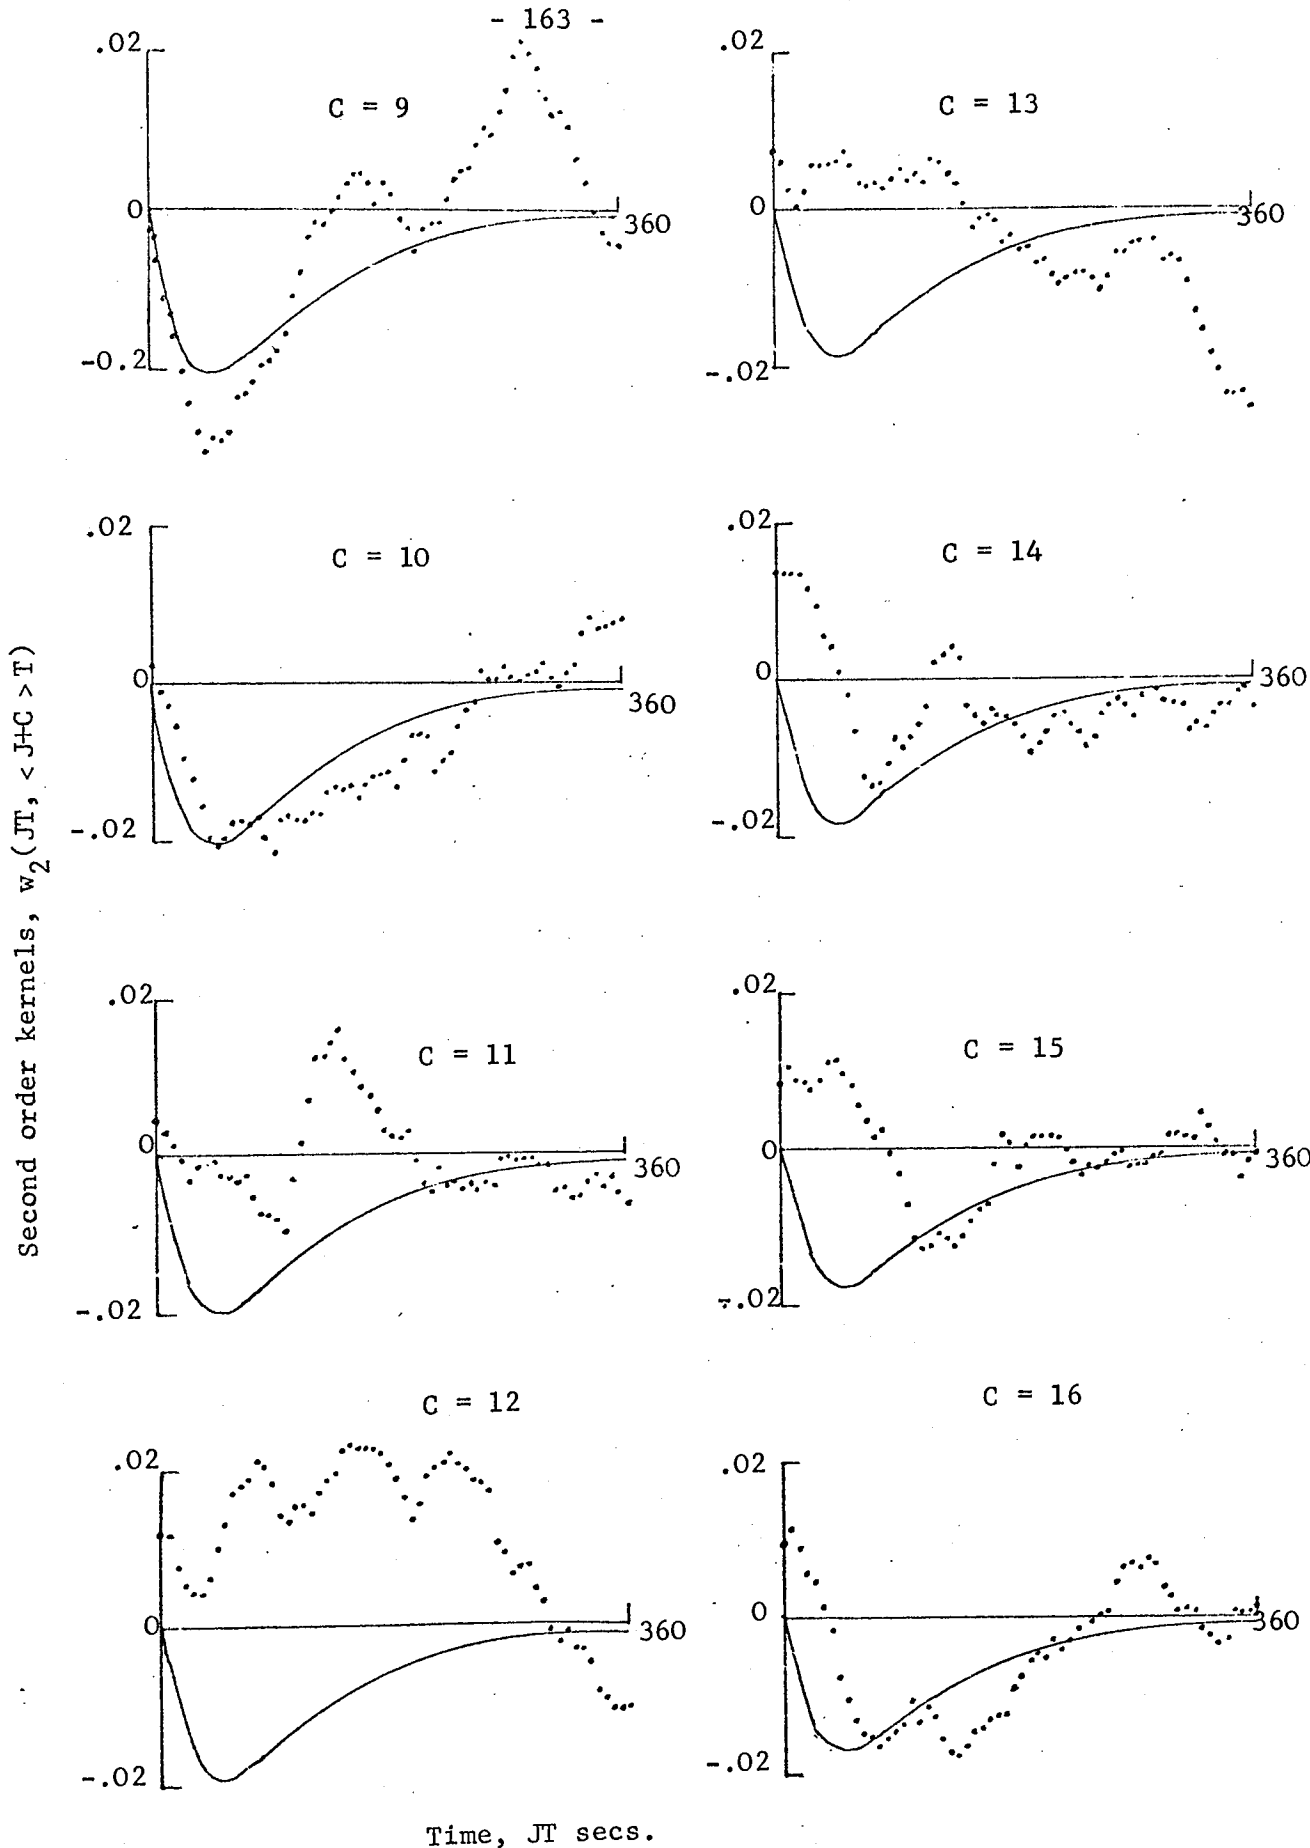 - 163 -
.02
C = 9
0
360
-0.2
.02
C = 13
0
360
-.02
.02
C = 10
0
360
-.02
.02
C = 14
0
360
-.02
Second order kernels, w2(JT, < J+C >T)
.02
C = 11
0
360
-.02
.02
C = 15
0
360
-.02
C = 12
.02
0
360
-.02
C = 16
.02
0
360
-.02
Time, JT secs.